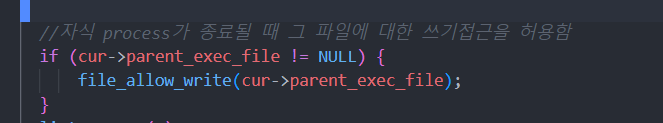 //자식 process가 종료될 때 그 파일에 대한 쓰기접근을 허용함
if (cur->parent_exec_file != NULL) {
file_allow_write(cur->parent_exec_file);
}